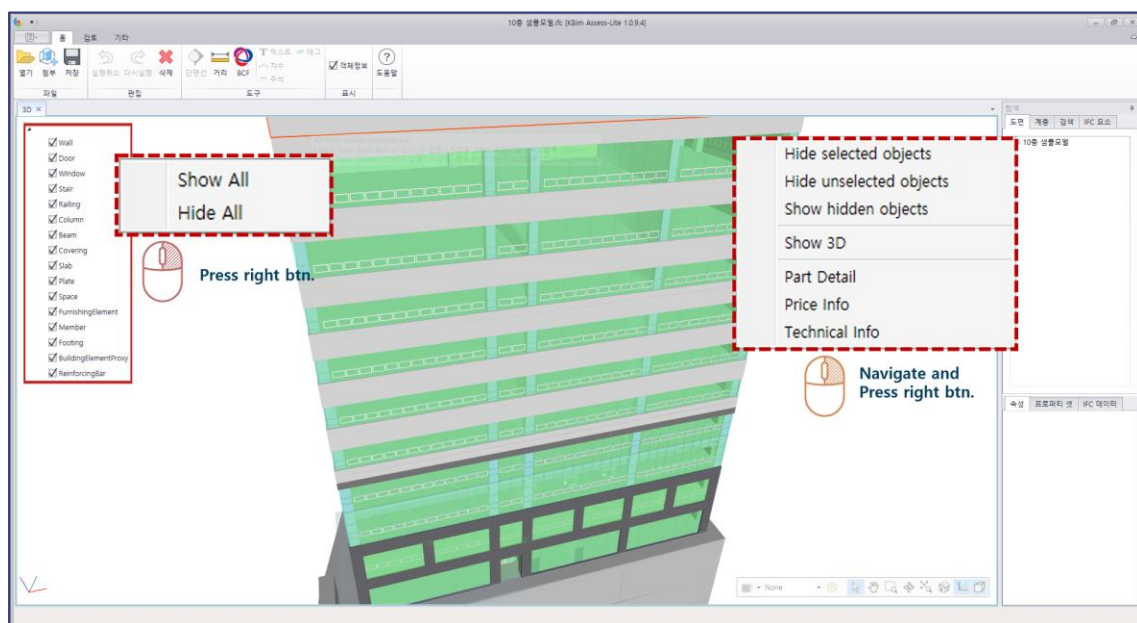 10층 샘플모델.ifc [KBim Assess-Lite 1.0.9.4]
홈 검토 기타
열기 첨부 저장 실행취소 다시실행 삭제 단면선 거리 BCF 텍스트 태그 지수 주석 객체정보 도움말
파일 편집 도구 표시
3D
탐색
도면 계층 검색 IFC 요소
10층 샘플모델
Wall
Door
Window
Stair
Railing
Column
Beam
Covering
Slab
Plate
Space
FurnishingElement
Member
Footing
BuildingElementProxy
ReinforcingBar
Show All
Hide All
Press right btn.
Hide selected objects
Hide unselected objects
Show hidden objects
Show 3D
Part Detail
Price Info
Technical Info
Navigate and
Press right btn.
속성 프로퍼티 셋 IFC 데이터
None